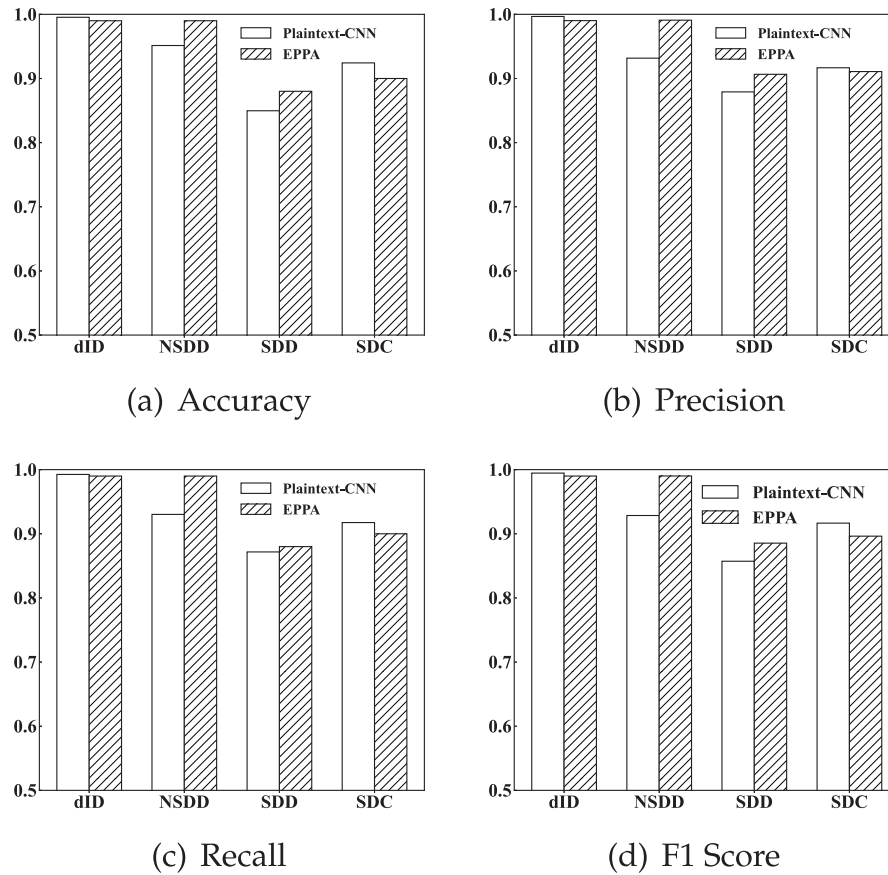 1.0
0.9
0.8
0.7
0.6
0.5
Plaintext-CNN
EPPA
dID NSDD SDD SDC
(a) Accuracy
1.0
0.9
0.8
0.7
0.6
0.5
Plaintext-CNN
EPPA
dID NSDD SDD SDC
(b) Precision
1.0
0.9
0.8
0.7
0.6
0.5
Plaintext-CNN
EPPA
dID NSDD SDD SDC
(c) Recall
1.0
0.9
0.8
0.7
0.6
0.5
Plaintext-CNN
EPPA
dID NSDD SDD SDC
(d) F1 Score